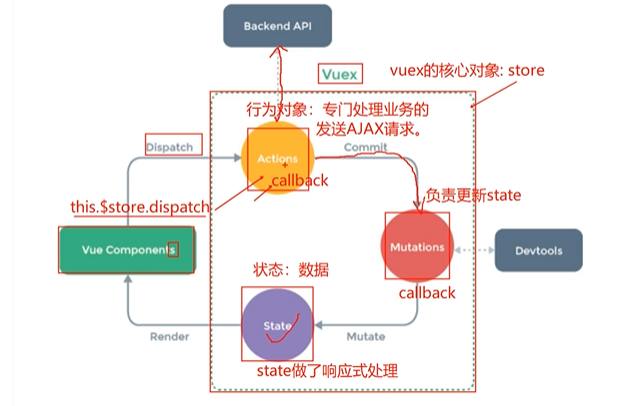 Backend API
Vuex
vuex的核心对象: store
行为对象：专门处理业务的
发送AJAX请求。
Dispatch
Actions
Commit
callback
this.$store.dispatch
负责更新state
Vue Components
Mutations
Devtools
状态：数据
callback
State
Render
Mutate
state做了响应式处理